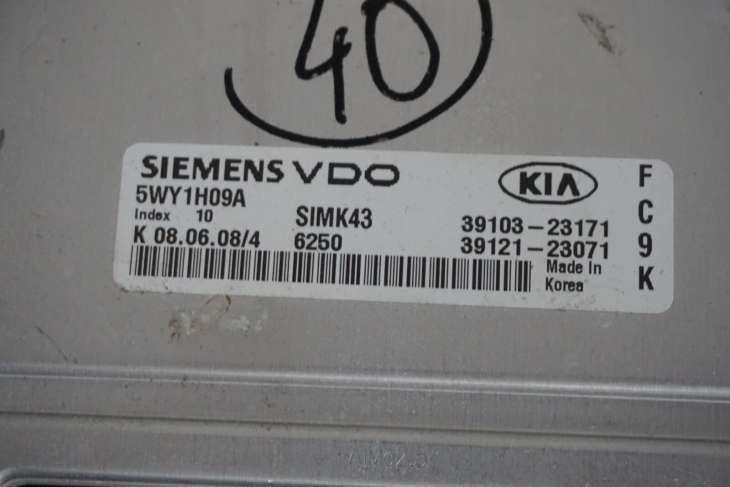 40
SIEMENS VDO
KIA
5WY1H09A
Index 10 SIMK43 39103-23171
K 08.06.08/4 6250 39121-23071
Made In
Korea
F
C
9
K